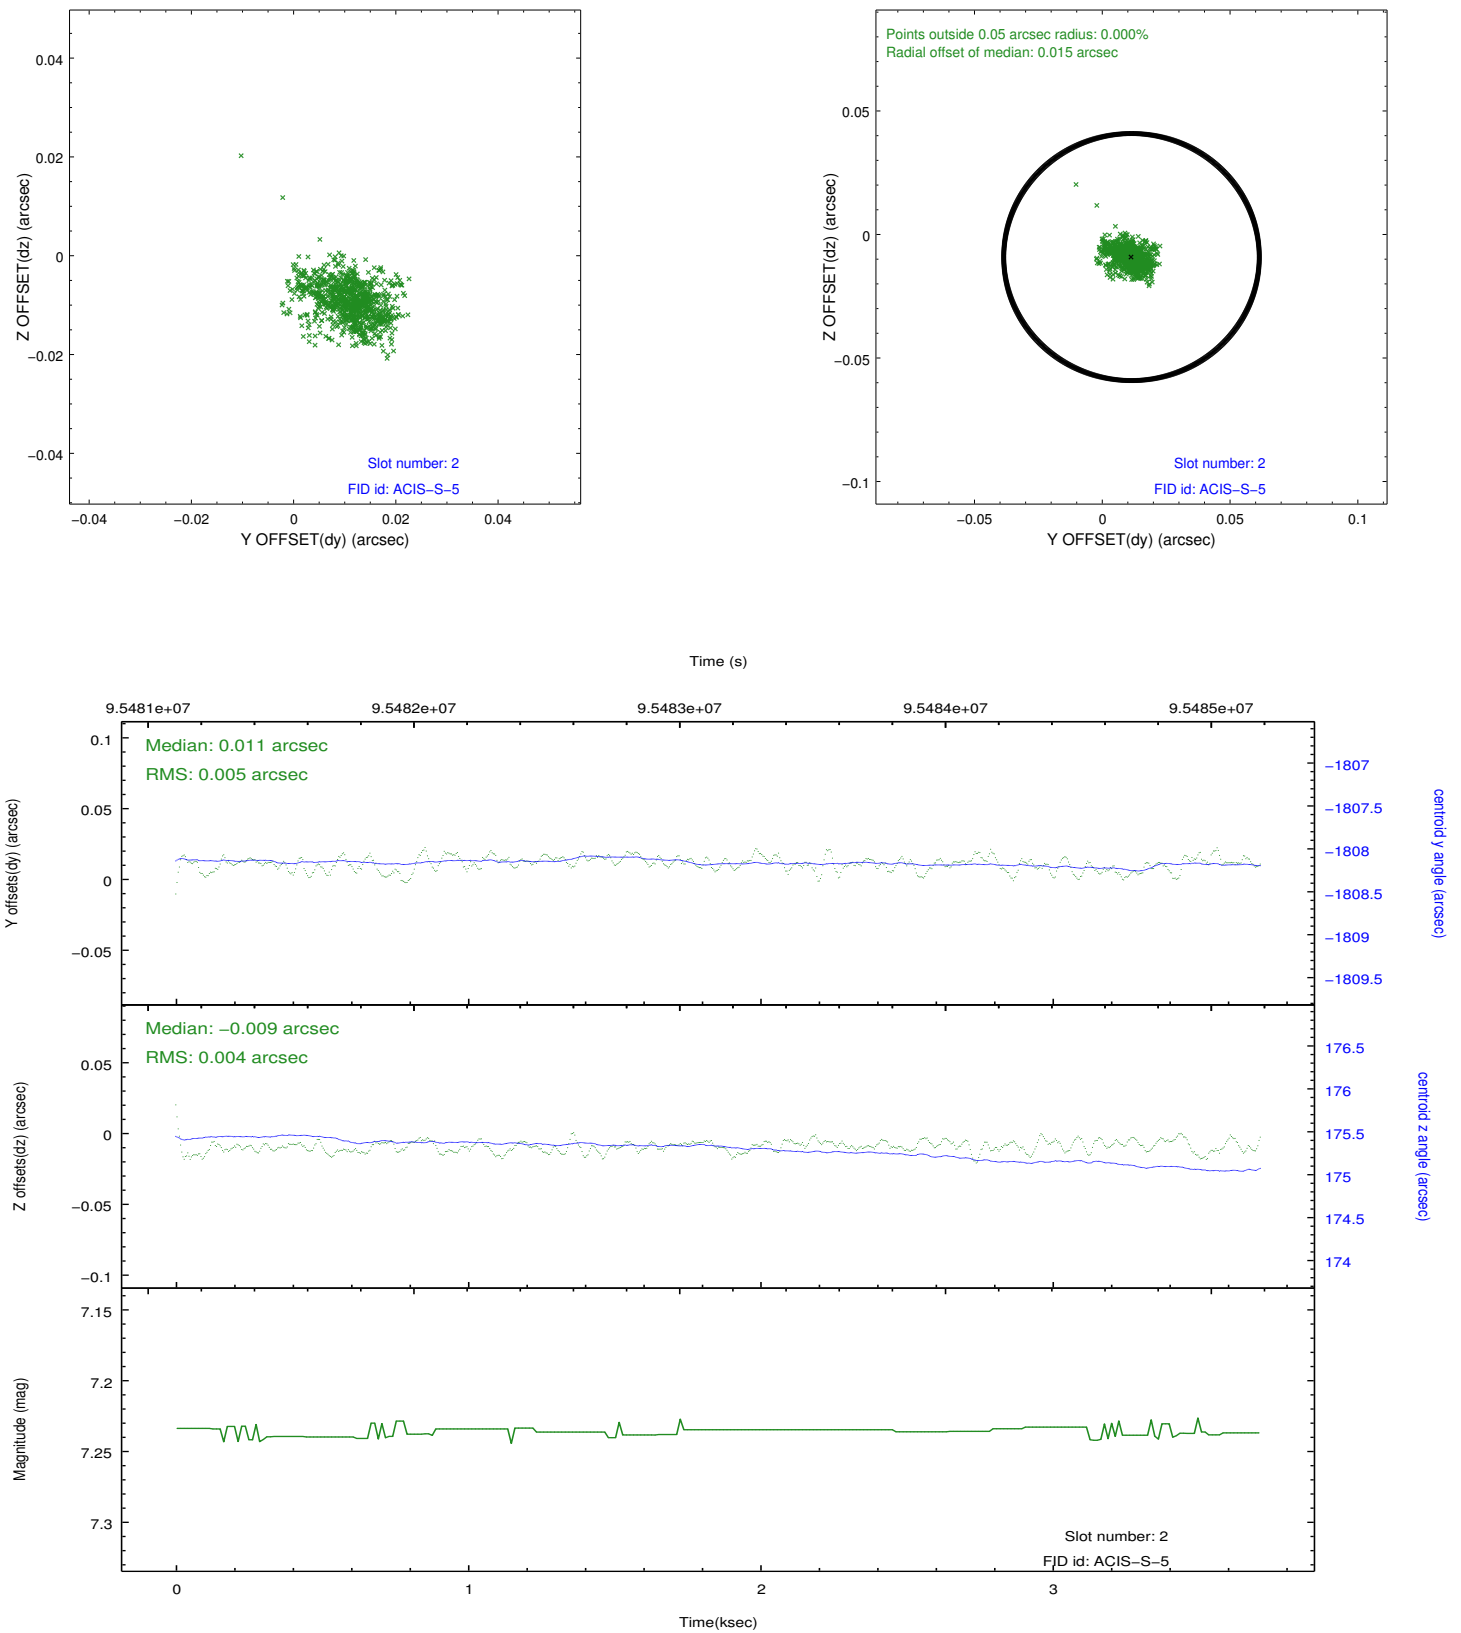 0.04
0.02
0
−0.02
−0.04
Z OFFSET(dz) (arcsec)
Slot number: 2
FID id: ACIS−S−5
−0.04
−0.02
0
0.02
0.04
Y OFFSET(dy) (arcsec)
Points outside 0.05 arcsec radius: 0.000%
Radial offset of median: 0.015 arcsec
0.05
0
−0.05
−0.1
Z OFFSET(dz) (arcsec)
Slot number: 2
FID id: ACIS−S−5
−0.05
0
0.05
0.1
Y OFFSET(dy) (arcsec)
Time (s)
9.5481e+07
9.5482e+07
9.5483e+07
9.5484e+07
9.5485e+07
Median: 0.011 arcsec
RMS: 0.005 arcsec
0.1
0.05
0
−0.05
Y offsets(dy) (arcsec)
−1807
−1807.5
−1808
−1808.5
−1809
−1809.5
centroid y angle (arcsec)
Median: −0.009 arcsec
RMS: 0.004 arcsec
0.05
0
−0.05
−0.1
Z offsets(dz) (arcsec)
176.5
176
175.5
175
174.5
174
centroid z angle (arcsec)
7.15
7.2
7.25
7.3
Magnitude (mag)
Slot number: 2
FID id: ACIS−S−5
0
1
2
3
Time(ksec)